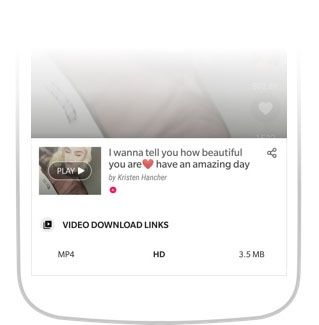 I wanna tell you how beautiful
you are❤️ have an amazing day
PLAY
by Kristen Hancher
VIDEO DOWNLOAD LINKS
MP4 HD 3.5 MB